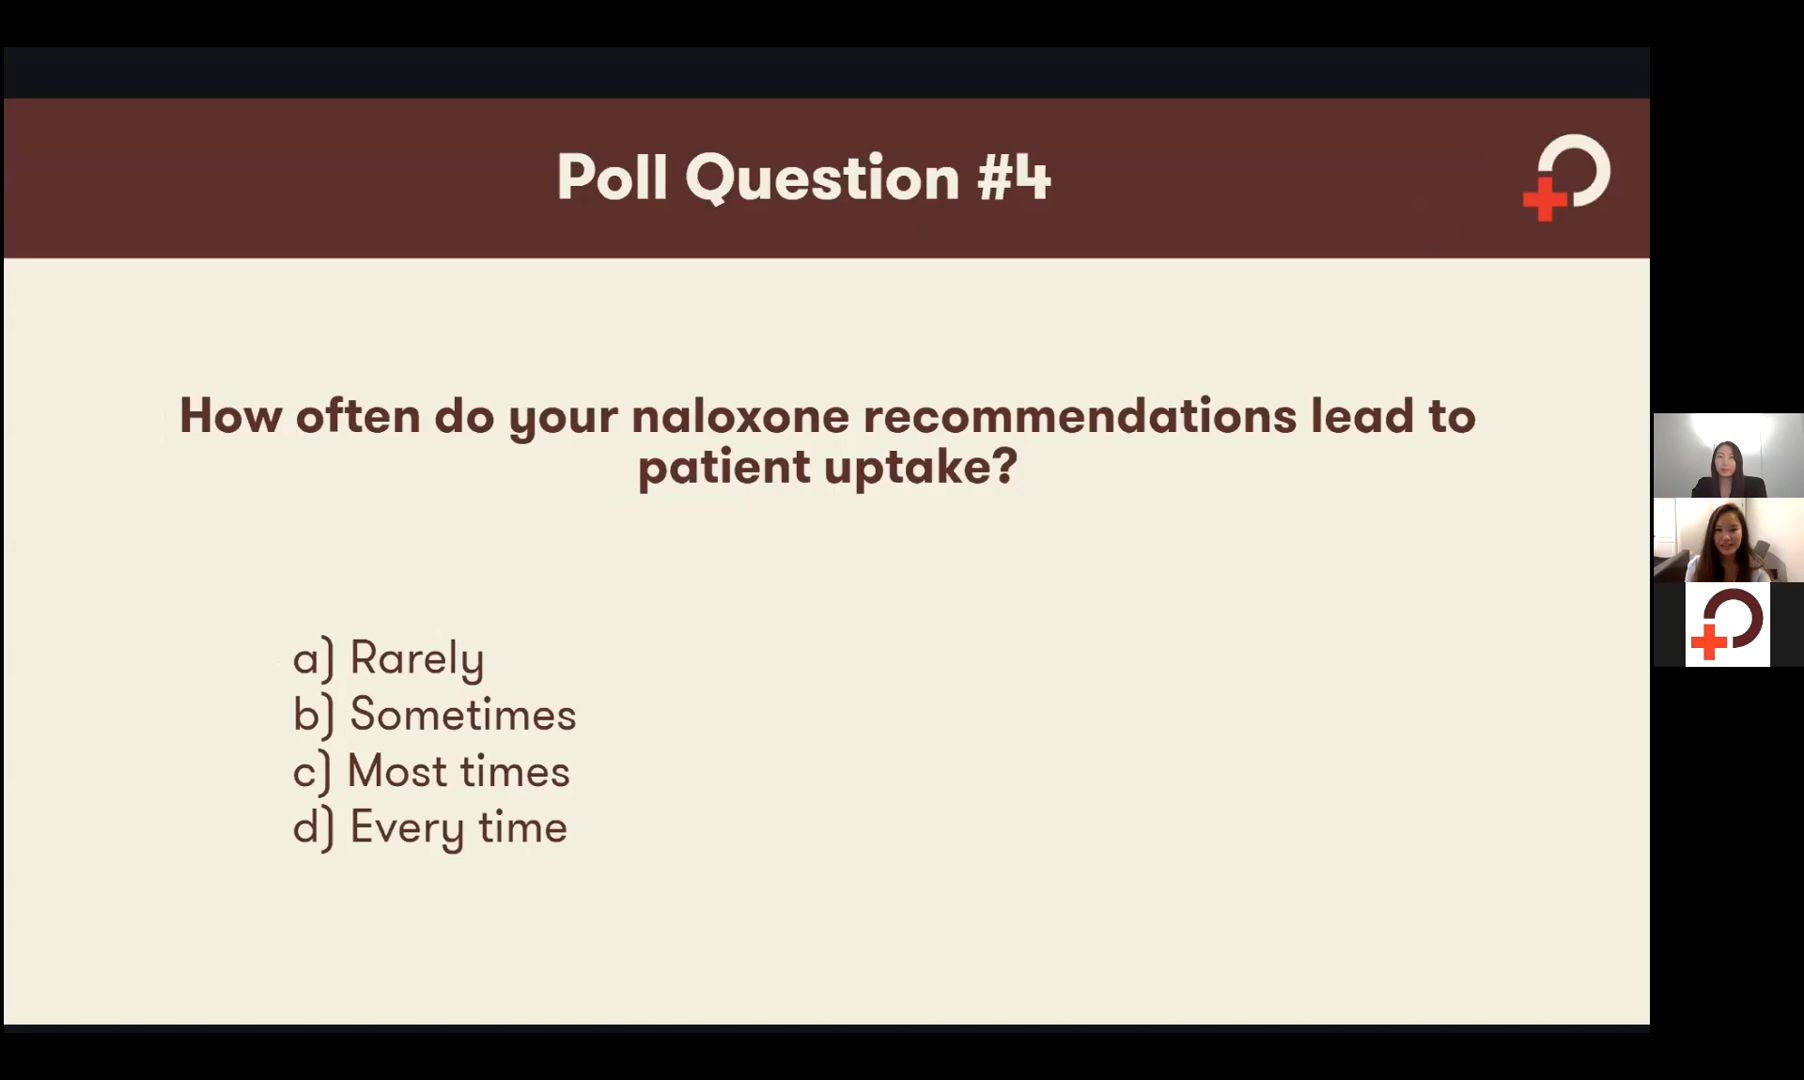 Poll Question #4
How often do your naloxone recommendations lead to
patient uptake?
a) Rarely
b) Sometimes
c) Most times
d) Every time